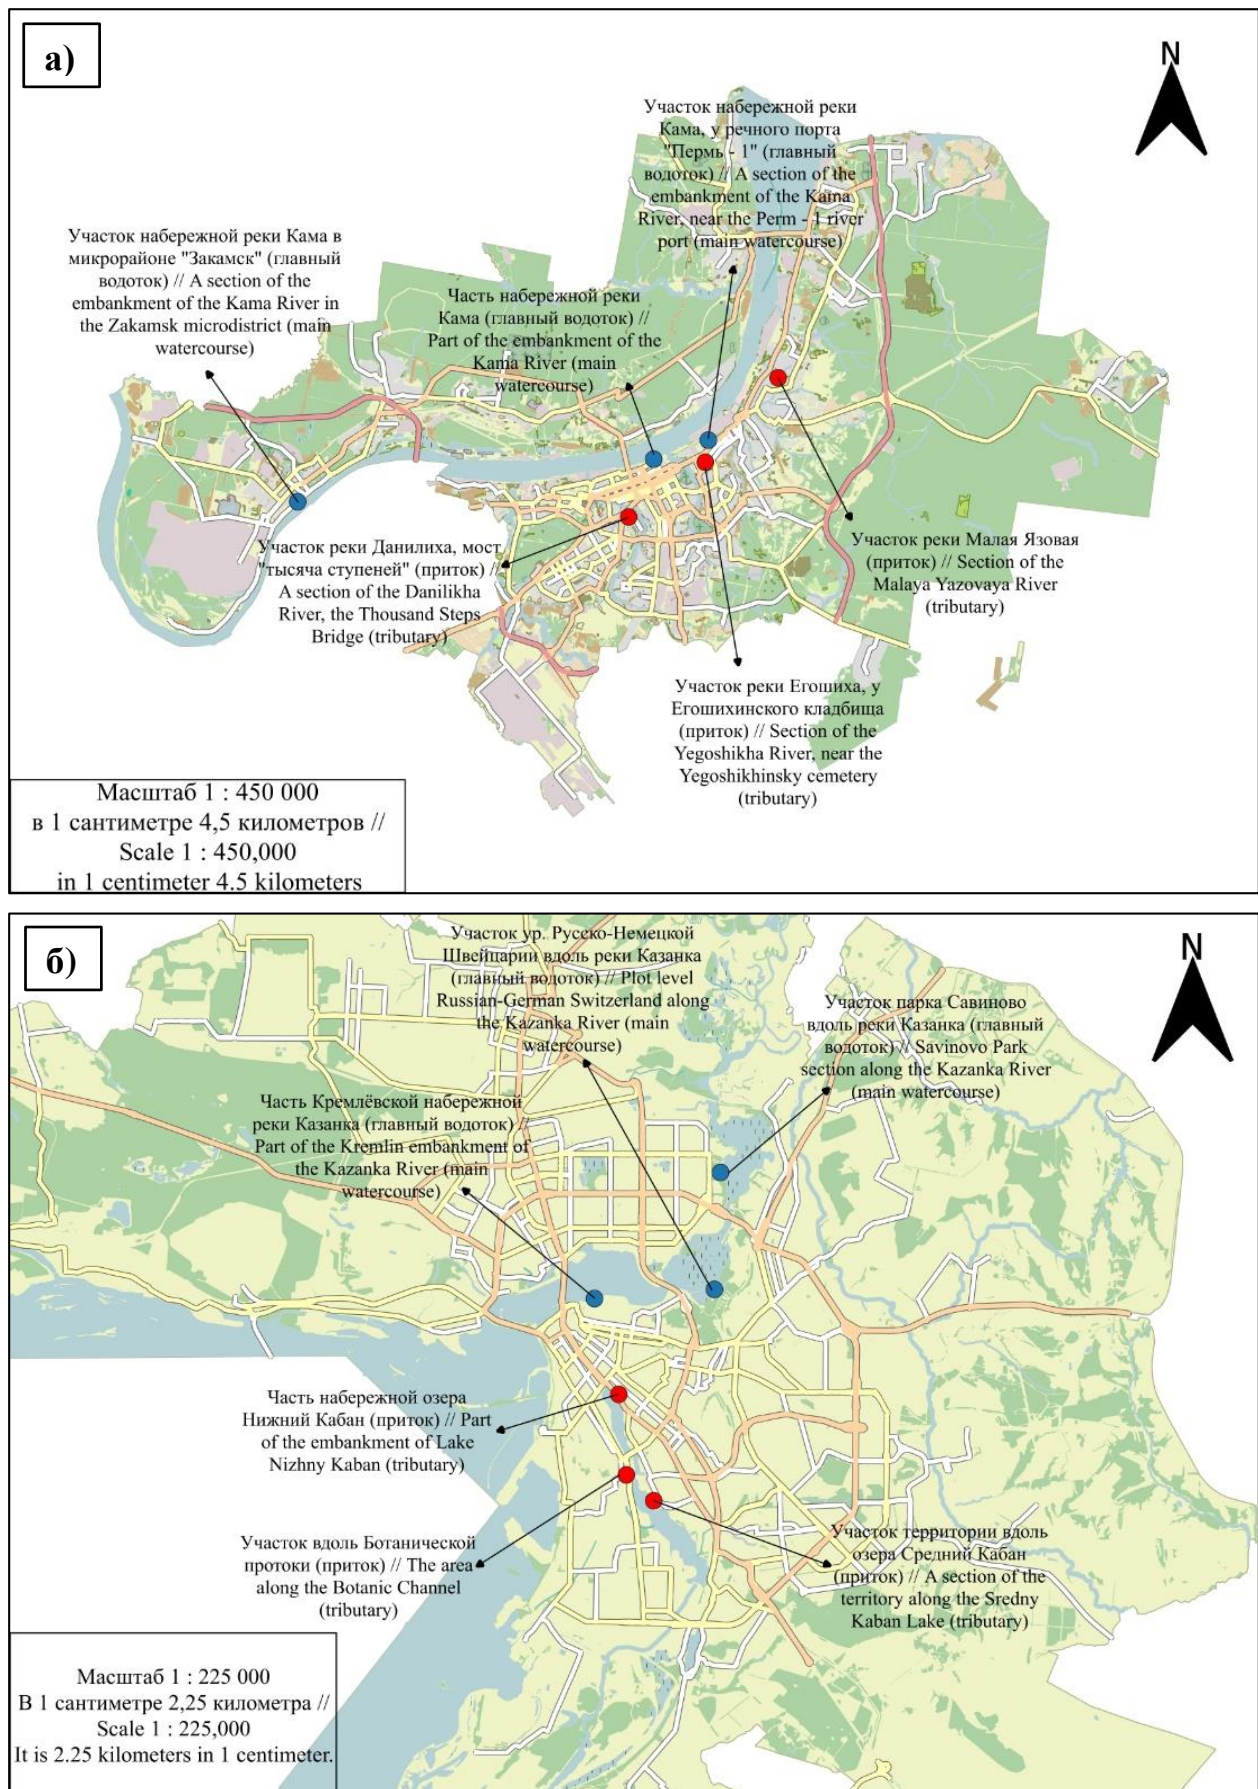 а)
N
Участок набережной реки
Кама, у речного порта
"Пермь - 1" (главный
водоток) // A section of the
embankment of the Kama
River, near the Perm - 1 river
port (main watercourse)
Участок набережной реки Кама в
микрорайоне "Закамск" (главный
водоток) // A section of the
embankment of the Kama River in
the Zakamsk microdistrict (main
watercourse)
Часть набережной реки
Кама (главный водоток) //
Part of the embankment of the
Kama River (main
watercourse)
Участок реки Данилиха, мост
"тысяча ступеней" (приток) //
A section of the Danilikha
River, the Thousand Steps
Bridge (tributary)
Участок реки Малая Язовая
(приток) // Section of the
Malaya Yazovaya River
(tributary)
Участок реки Егошиха, у
Егошихинского кладбища
(приток) // Section of the
Yegoshikha River, near the
Yegoshikhinsky cemetery
(tributary)
Масштаб 1 : 450 000
в 1 сантиметре 4,5 километров //
Scale 1 : 450,000
in 1 centimeter 4.5 kilometers
б)
N
Участок ур. Русско-Немецкой
Швейцарии вдоль реки Казанка
(главный водоток) // Plot level
Russian-German Switzerland along
the Kazanka River (main
watercourse)
Участок парка Савиново
вдоль реки Казанка (главный
водоток) // Savinovo Park
section along the Kazanka River
(main watercourse)
Часть Кремлёвской набережной
реки Казанка (главный водоток) //
Part of the Kremlin embankment of
the Kazanka River (main
watercourse)
Часть набережной озера
Нижний Кабан (приток) // Part
of the embankment of Lake
Nizhny Kaban (tributary)
Участок вдоль Ботанической
протоки (приток) // The area
along the Botanic Channel
(tributary)
Участок территории вдоль
озера Средний Кабан
(приток) // A section of the
territory along the Sredny
Kaban Lake (tributary)
Масштаб 1 : 225 000
В 1 сантиметре 2,25 километра //
Scale 1 : 225,000
It is 2.25 kilometers in 1 centimeter.